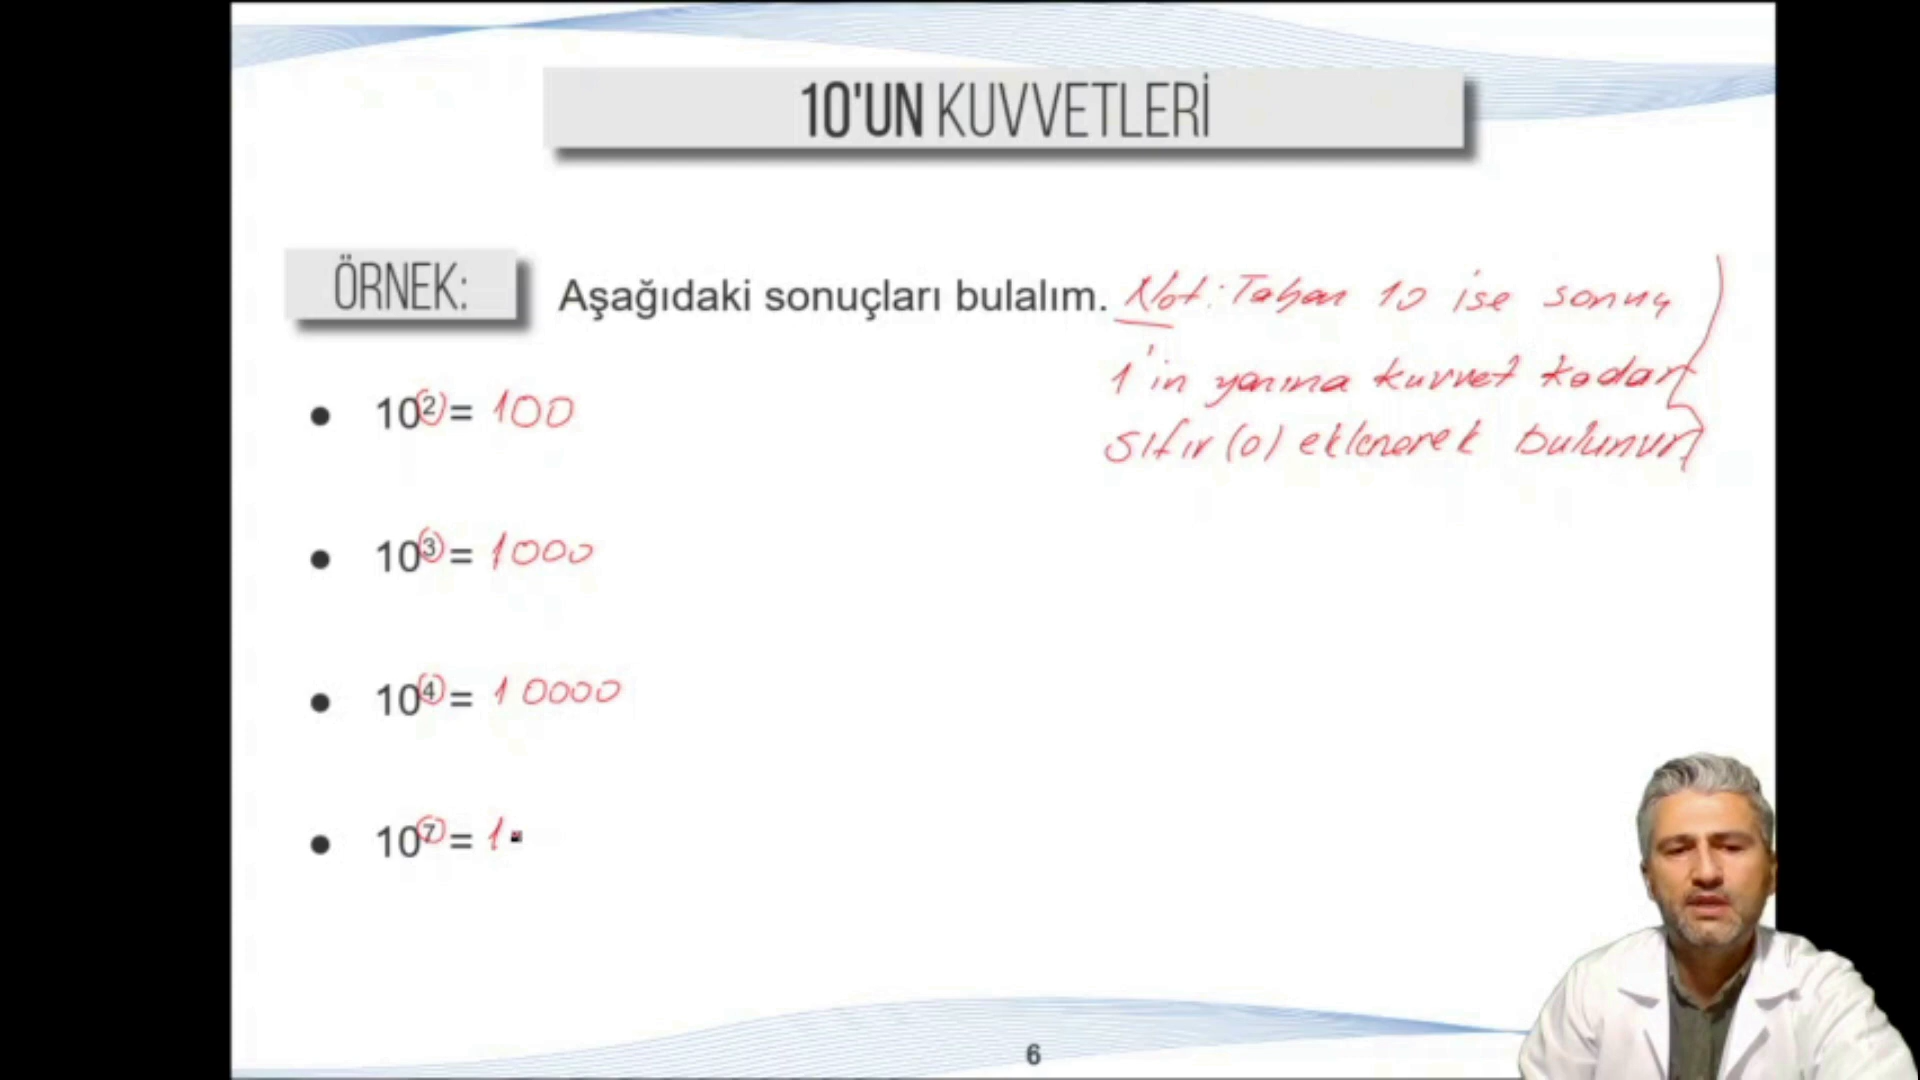 10'UN KUVVETLERİ
ÖRNEK:
Aşağıdaki sonuçları bulalım. Not: Taban 10 ise sonuç
1'in yanına kuvvet kadar
sıfır (0) eklenerek bulunur.
• 10² = 100
• 10³ = 1000
• 10⁴ = 10000
• 10⁷ = 1
6